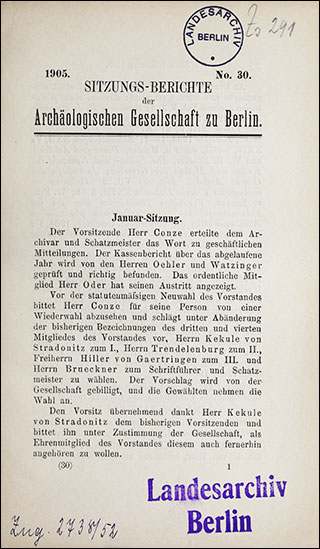 LANDESARCHIV
BERLIN
Zs 291
1905.
No. 30.
SITZUNGS-BERICHTE
der
Archäologischen Gesellschaft zu Berlin.
Januar-Sitzung.
Der Vorsitzende Herr Conze erteilte dem Ar-
chivar und Schatzmeister das Wort zu geschäftlichen
Mitteilungen. Der Kassenbericht über das abgelaufene
Jahr wird von den Herren Oehler und Watzinger
geprüft und richtig befunden. Das ordentliche Mit-
glied Herr Oder hat seinen Austritt angezeigt.
Vor der statutenmäfsigen Neuwahl des Vorstandes
bittet Herr Conze für seine Person von einer
Wiederwahl abzusehen und schlägt unter Abänderung
der bisherigen Bezeichnungen des dritten und vierten
Mitgliedes des Vorstandes vor, Herrn Kekule von
Stradonitz zum I., Herrn Trendelenburg zum II.,
Freiherrn Hiller von Gaertringen zum III. und
Herrn Brueckner zum Schriftführer und Schatz-
meister zu wählen. Der Vorschlag wird von der
Gesellschaft gebilligt, und die Gewählten nehmen die
Wahl an.
Den Vorsitz übernehmend dankt Herr Kekule
von Stradonitz dem bisherigen Vorsitzenden und
bittet ihn unter Zustimmung der Gesellschaft, als
Ehrenmitglied des Vorstandes diesem auch fernerhin
angehören zu wollen.
(30)
1
Landesarchiv
Berlin
Zug. 2738/52